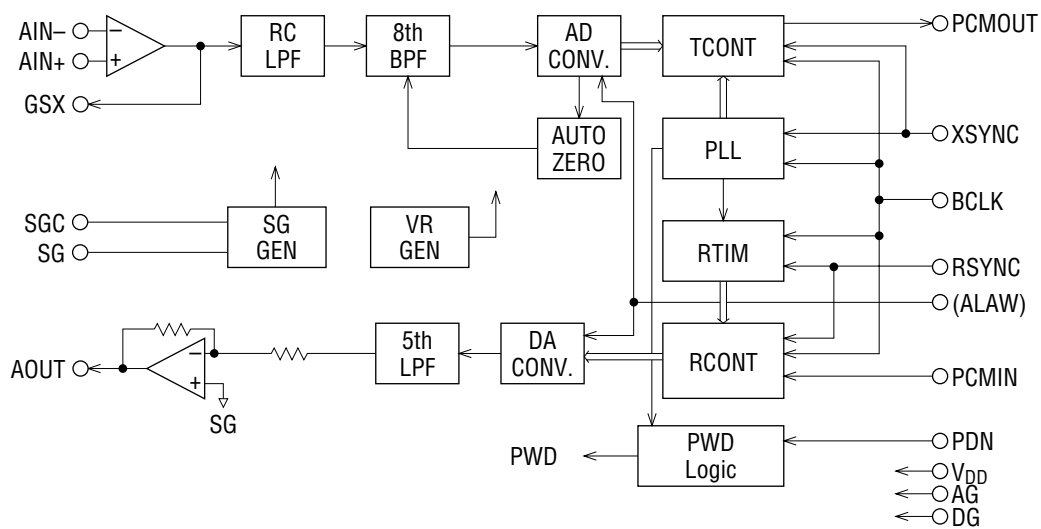 AIN–
AIN+
GSX
–
+
RC
LPF
8th
BPF
AD
CONV.
TCONT
PCMOUT
AUTO
ZERO
PLL
XSYNC
BCLK
SGC
SG
SG
GEN
VR
GEN
RTIM
RSYNC
(ALAW)
AOUT
–
+
SG
5th
LPF
DA
CONV.
RCONT
PCMIN
PWD
PWD
Logic
PDN
VDD
AG
DG